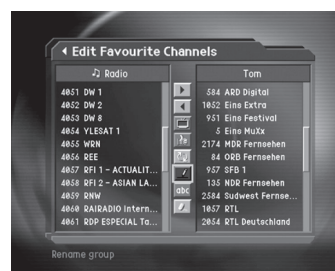 Edit Favourite Channels
Radio
4051 DW 1
4052 DW 2
4053 DW 8
4054 YLESAT 1
4055 WRN
4056 REE
4057 RFI 1 - ACTUALIT...
4058 RFI 2 - ASIAN LA...
4059 RNW
4060 RAIRADIO Intern...
4061 RDP ESPECIAL Ta...
abc
Tom
584 ARD Digital
1052 Eins Extra
951 Eins Festival
5 Eins MuXx
2174 MDR Fernsehen
84 ORB Fernsehen
957 SFB 1
135 NDR Fernsehen
2584 Sudwest Fernse...
1057 RTL
2054 RTL Deutschland
Rename group